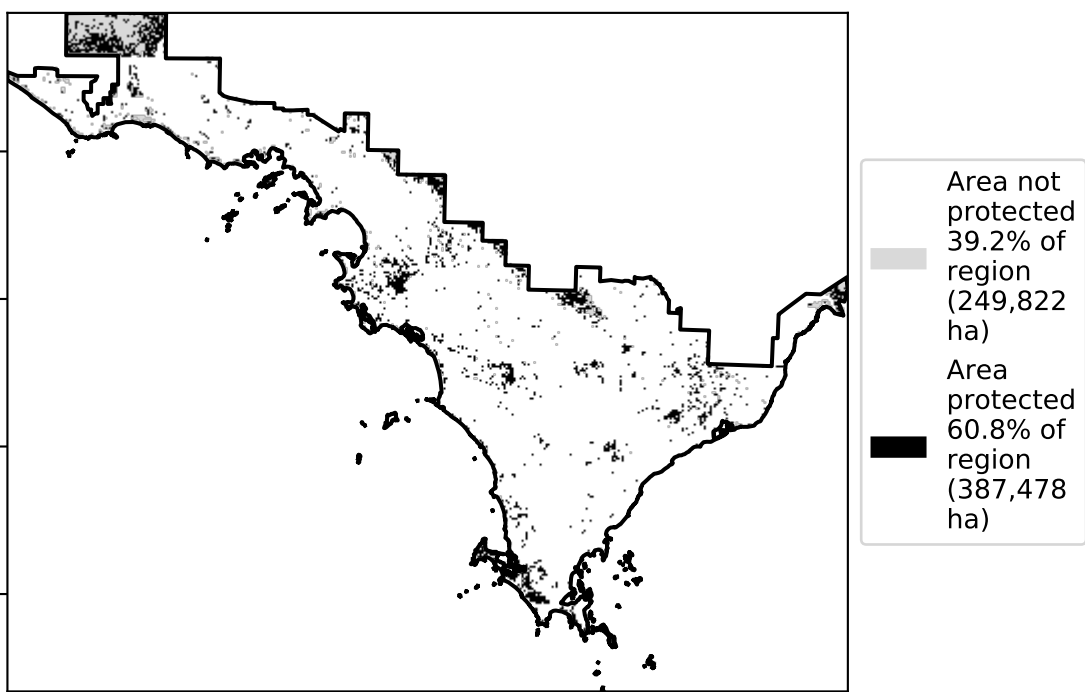 Area not
protected
39.2% of
region
(249,822
ha)
Area
protected
60.8% of
region
(387,478
ha)